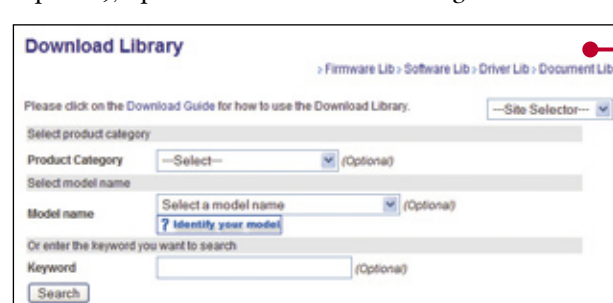 Download Library
> Firmware Lib > Software Lib > Driver Lib > Document Lib
Please click on the Download Guide for how to use the Download Library.
---Site Selector---
Select product category
Product Category ---Select--- (Optional)
Select model name
Model name Select a model name (Optional)
? Identify your model
Or enter the keyword you want to search
Keyword (Optional)
Search